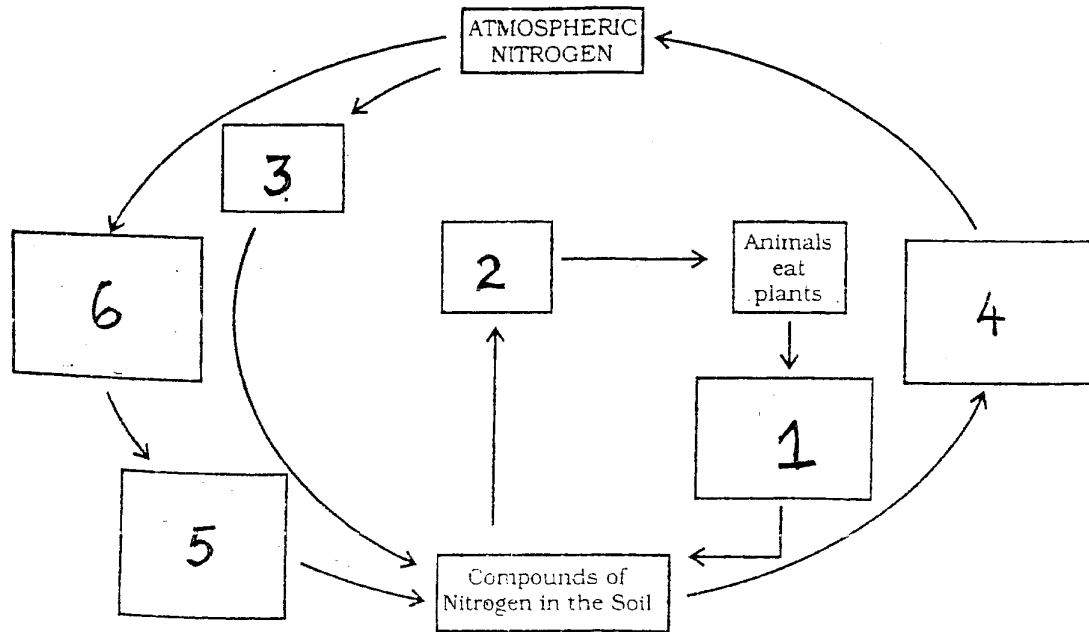 ATMOSPHERIC
NITROGEN
3
6
2
Animals
eat
plants
4
1
5
Compounds of
Nitrogen in the Soil